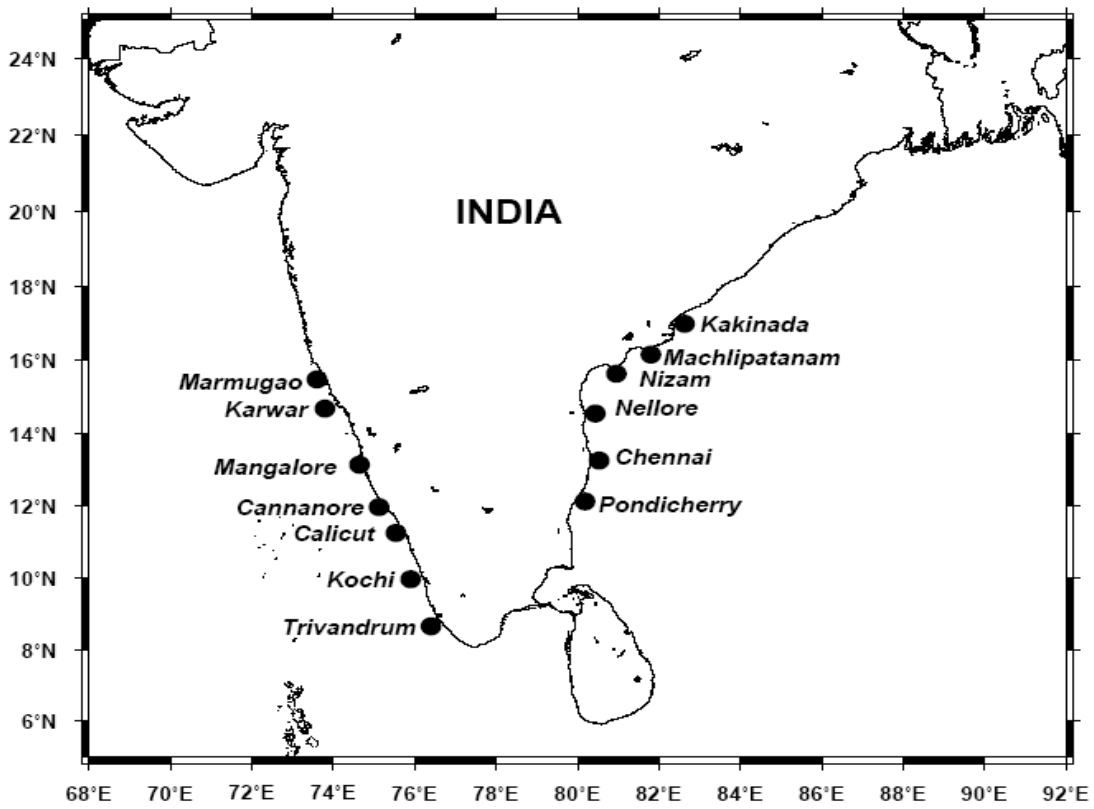 24°N
22°N
20°N
INDIA
18°N
Kakinada
16°N
Machlipatanam
Nizam
Marmugao
Karwar
Nellore
14°N
Chennai
Mangalore
12°N
Cannanore
Pondicherry
Calicut
10°N
Kochi
Trivandrum
8°N
6°N
68°E 70°E 72°E 74°E 76°E 78°E 80°E 82°E 84°E 86°E 88°E 90°E 92°E